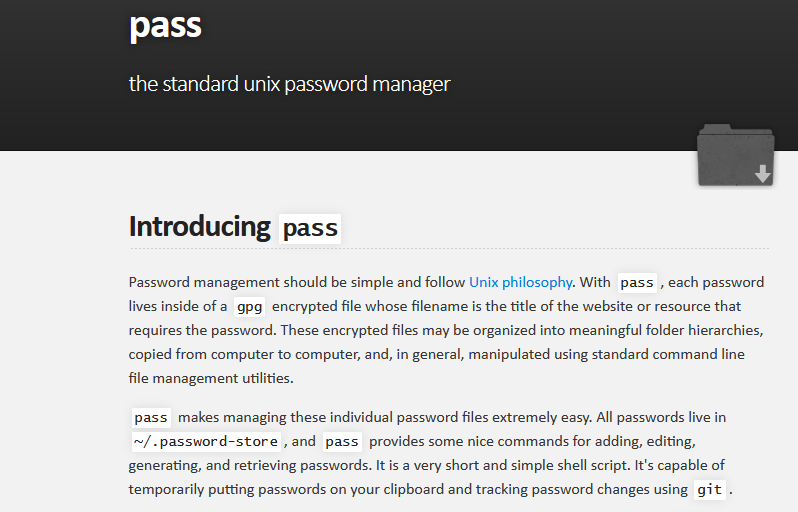 pass
the standard unix password manager
Introducing pass
Password management should be simple and follow Unix philosophy. With pass, each password
lives inside of a gpg encrypted file whose filename is the title of the website or resource that
requires the password. These encrypted files may be organized into meaningful folder hierarchies,
copied from computer to computer, and, in general, manipulated using standard command line
file management utilities.
pass makes managing these individual password files extremely easy. All passwords live in
~/.password-store, and pass provides some nice commands for adding, editing,
generating, and retrieving passwords. It is a very short and simple shell script. It's capable of
temporarily putting passwords on your clipboard and tracking password changes using git.